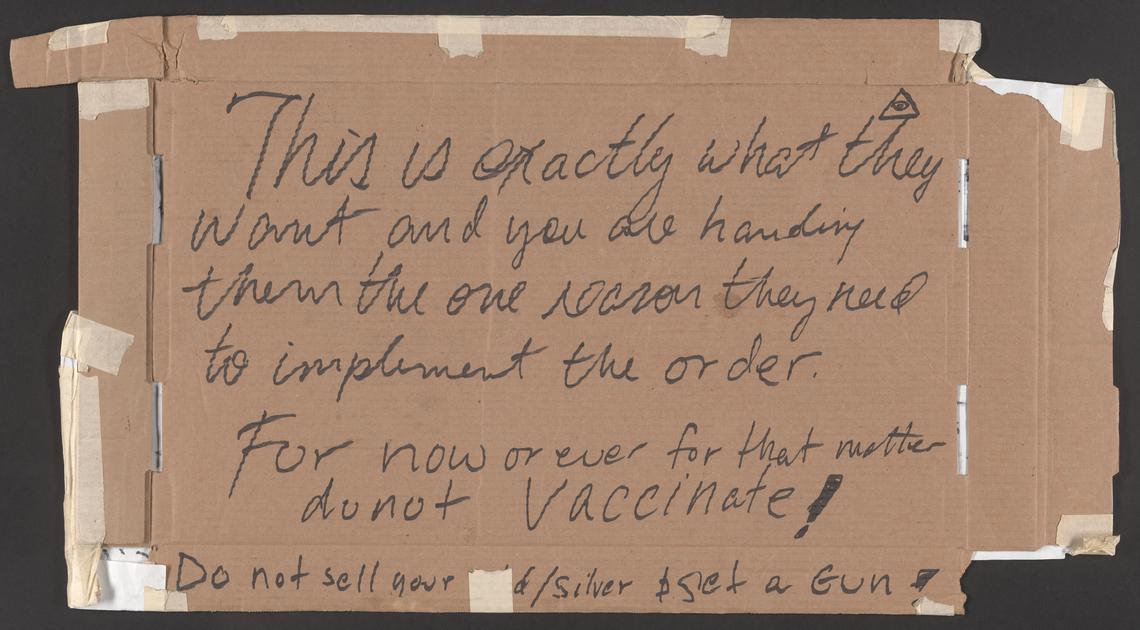 This is exactly what they
want and you are handing
them the one reason they need
to implement the order.
For now or ever for that matter
do not Vaccinate!
Do not sell your d/silver $ get a Gun!